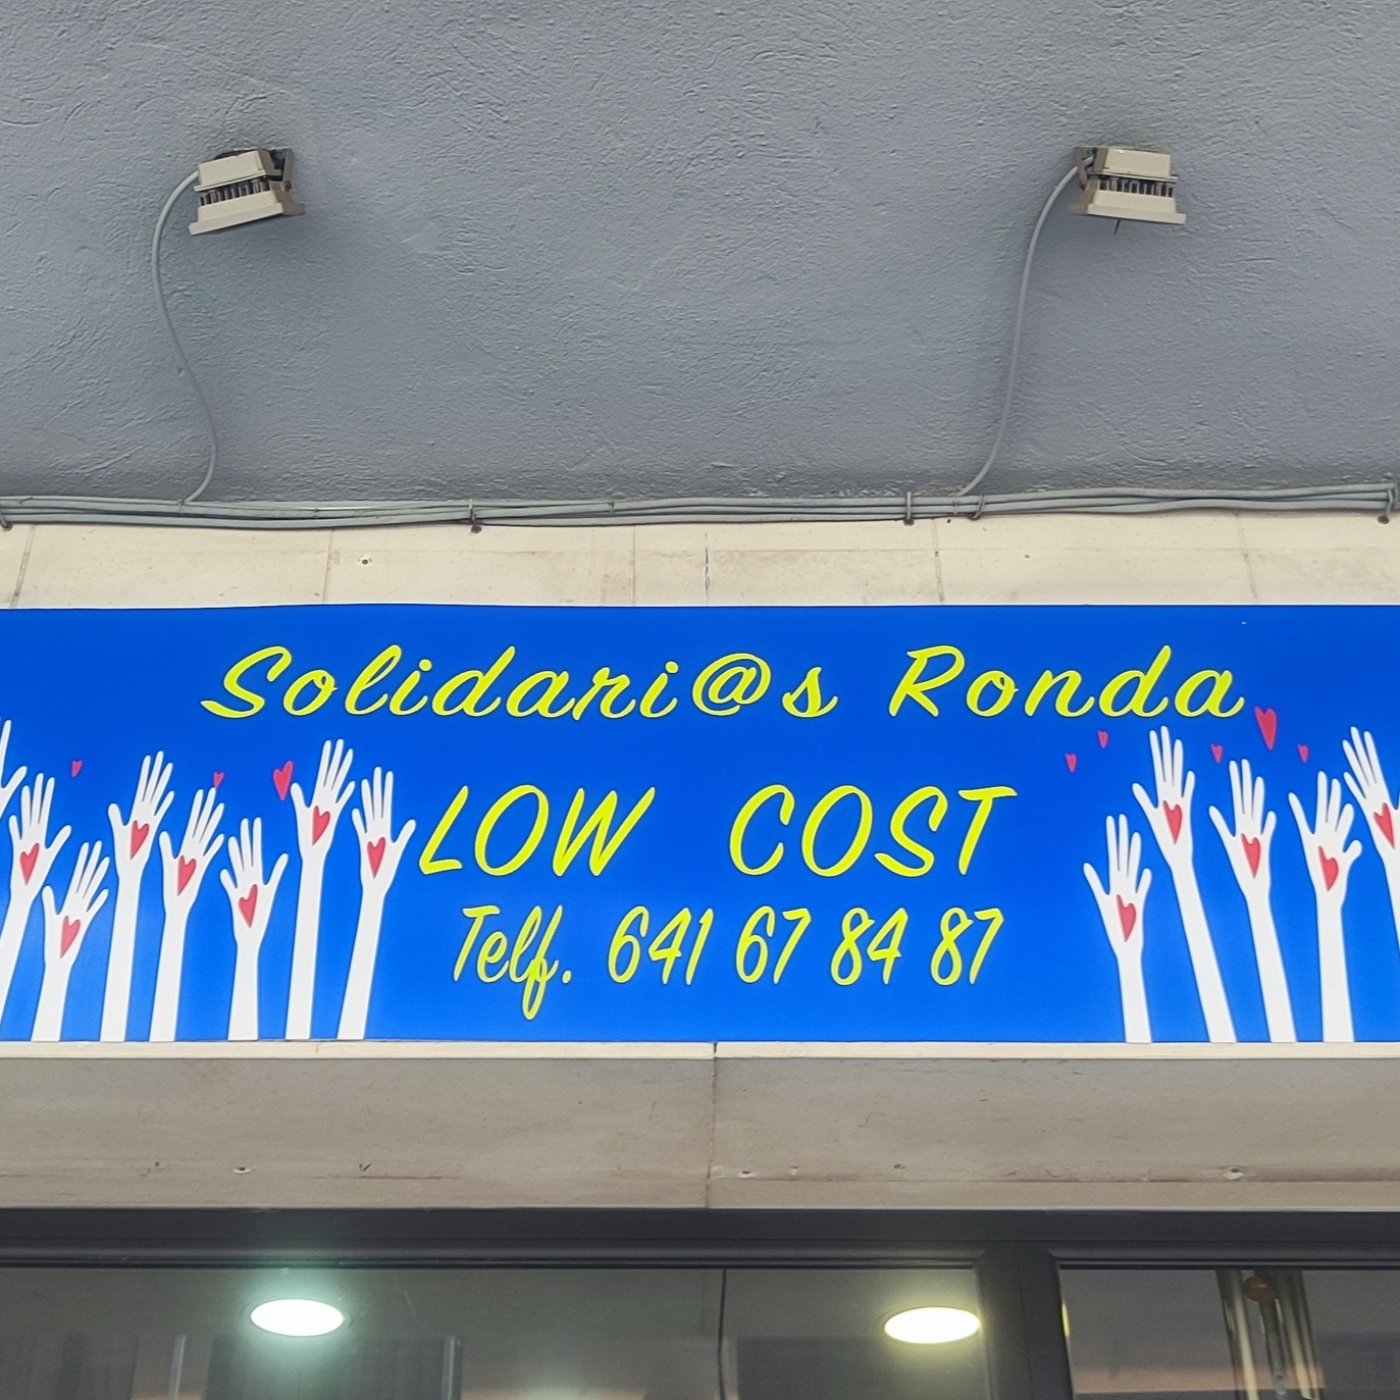 Solidari@s Ronda
LOW COST
Telf. 641 67 84 87